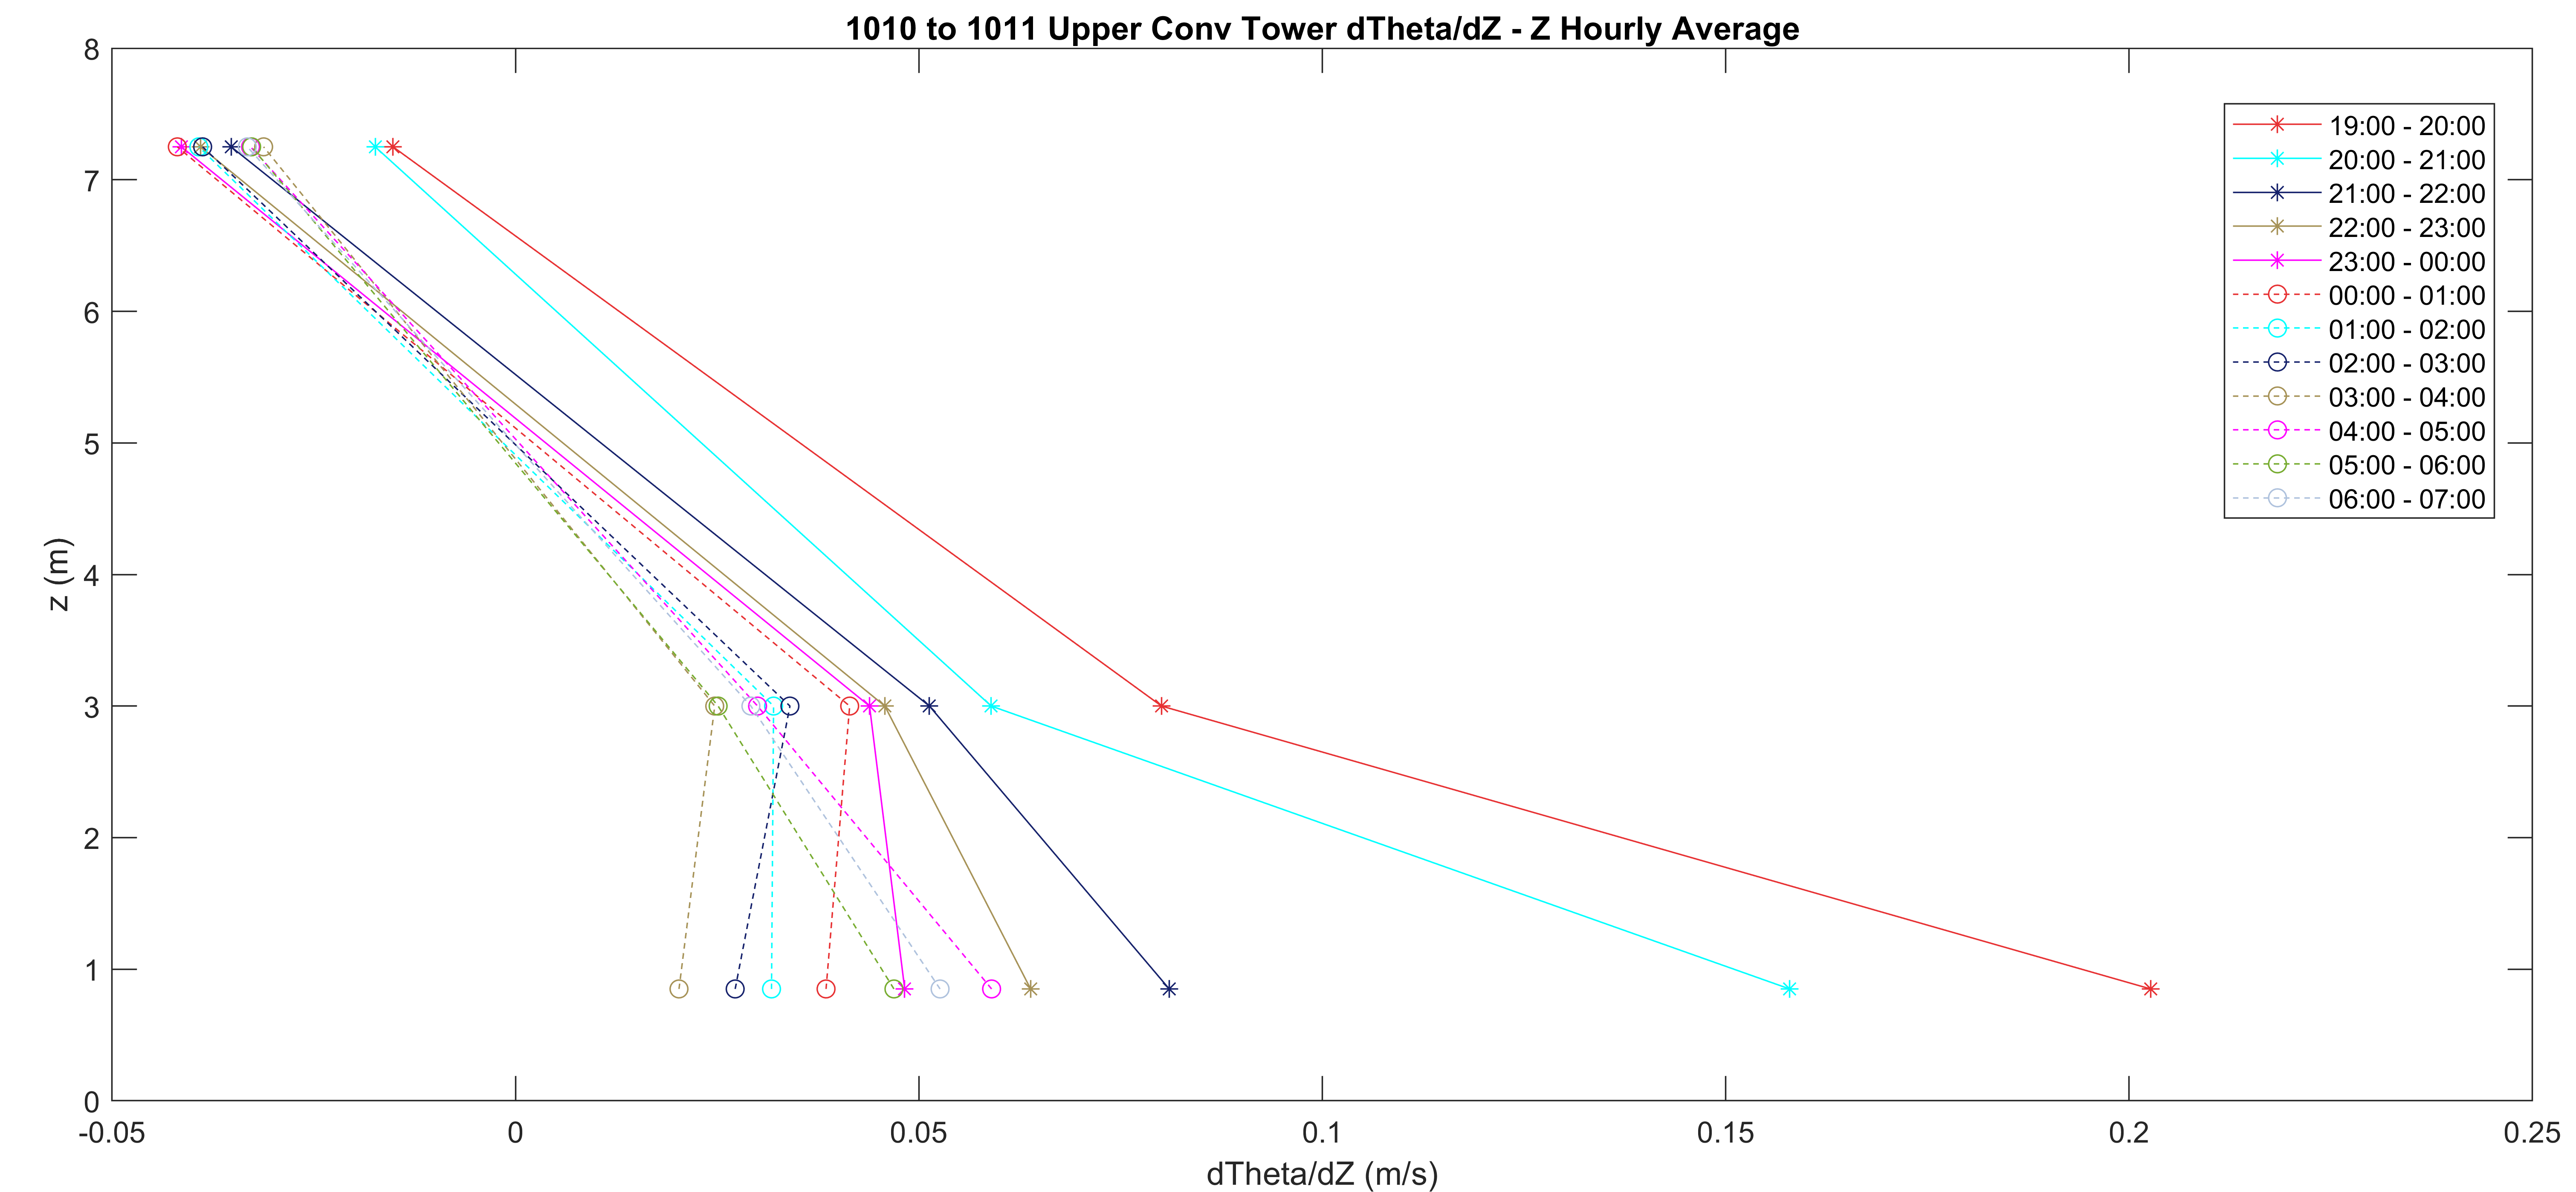 1010 to 1011 Upper Conv Tower dTheta/dZ - Z Hourly Average
8
7
6
5
4
3
2
1
0
z (m)
-0.05
0
0.05
0.1
0.15
0.2
0.25
dTheta/dZ (m/s)
19:00 - 20:00
20:00 - 21:00
21:00 - 22:00
22:00 - 23:00
23:00 - 00:00
00:00 - 01:00
01:00 - 02:00
02:00 - 03:00
03:00 - 04:00
04:00 - 05:00
05:00 - 06:00
06:00 - 07:00